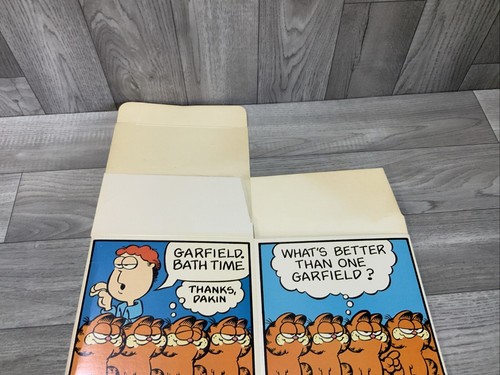 GARFIELD.
BATH TIME
THANKS,
DAKIN
WHAT'S BETTER
THAN ONE
GARFIELD?